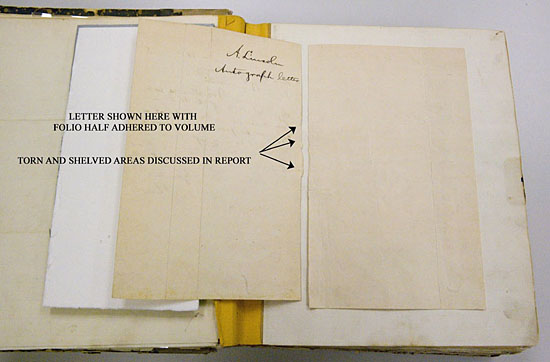 A. Lincoln
Autograph letter
LETTER SHOWN HERE WITH
FOLIO HALF ADHERED TO VOLUME
TORN AND SHELVED AREAS DISCUSSED IN REPORT